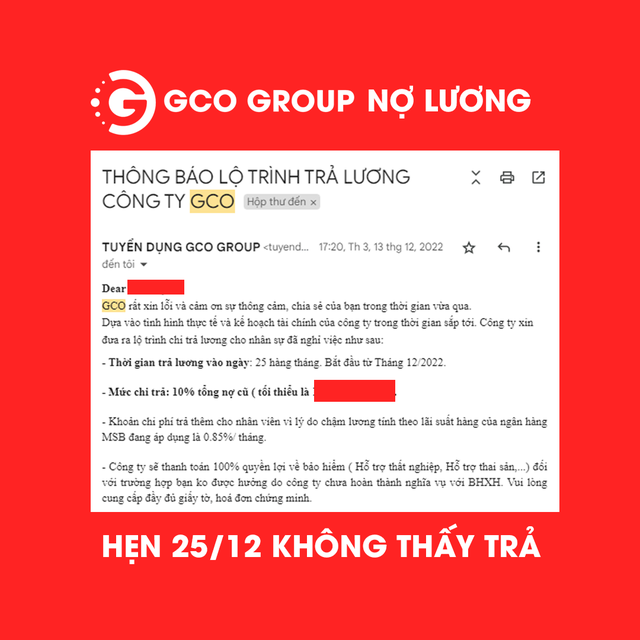 GCO GROUP NỢ LƯƠNG
THÔNG BÁO LỘ TRÌNH TRẢ LƯƠNG
CÔNG TY GCO Hộp thư đến ×
TUYỂN DỤNG GCO GROUP <tuyend... 17:20, Th 3, 13 thg 12, 2022
đến tôi
Dear
GCO rất xin lỗi và cảm ơn sự thông cảm, chia sẻ của bạn trong thời gian vừa qua.
Dựa vào tình hình thực tế và kế hoạch tài chính của công ty trong thời gian sắp tới. Công ty xin
đưa ra lộ trình chi trả lương cho nhân sự đã nghỉ việc như sau:
- Thời gian trả lương vào ngày: 25 hàng tháng. Bắt đầu từ Tháng 12/2022.
- Mức chi trả: 10% tổng nợ cũ ( tối thiểu là
- Khoản chi phí trả thêm cho nhân viên vì lý do chậm lương tính theo lãi suất hàng của ngân hàng
MSB đang áp dụng là 0.85%/ tháng.
- Công ty sẽ thanh toán 100% quyền lợi về bảo hiểm ( Hỗ trợ thất nghiệp, Hỗ trợ thai sản,...) đối
với trường hợp bạn ko được hưởng do công ty chưa hoàn thành nghĩa vụ với BHXH. Vui lòng
cung cấp đầy đủ giấy tờ, hoá đơn chứng minh.
HẸN 25/12 KHÔNG THẤY TRẢ